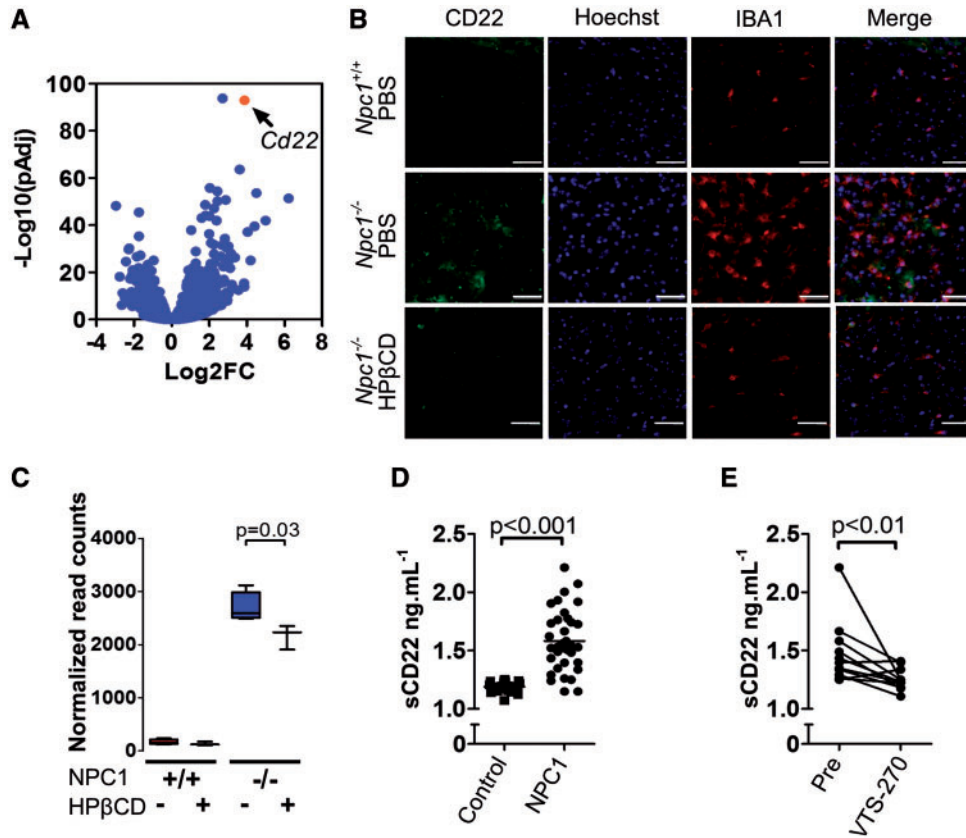 A
-Log10(pAdj)
100
80
60
40
20
0
-4 -2 0 2 4 6 8
Log2FC
Cd22
B
CD22 Hoechst IBA1 Merge
Npc1+/+
PBS
Npc1-/-
PBS
Npc1-/-
HPβCD
C
Normalized read counts
4000
3000
2000
1000
0
p=0.03
NPC1 +/+ -/-
HPβCD - + - +
D
p<0.001
sCD22 ng.mL-1
2.5
2.0
1.5
1.0
0
Control NPC1
E
p<0.01
sCD22 ng.mL-1
2.5
2.0
1.5
1.0
0
Pre VTS-270